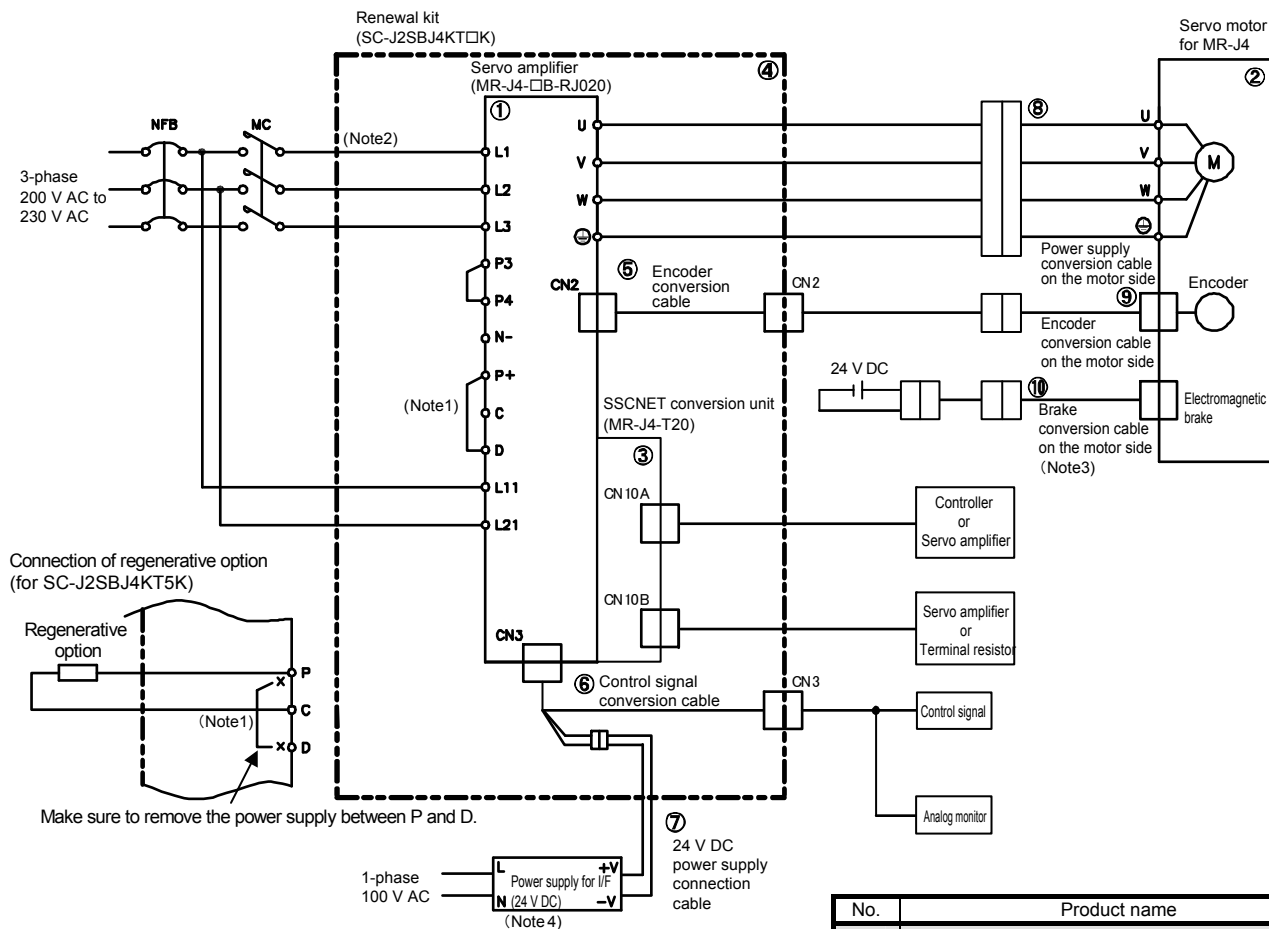 Renewal kit
(SC-J2SBJ4KT□K)
④
Servo amplifier
(MR-J4-□B-RJ020)
①
Servo motor
for MR-J4
②
NFB
MC
(Note2)
3-phase
200 V AC to
230 V AC
L1
L2
L3
P3
P4
N-
P+
C
D
(Note1)
L11
L21
U
V
W
⑧
U
V
W
M
Power supply
conversion cable
on the motor side
CN2
⑤ Encoder
conversion
cable
CN2
⑨
Encoder
Encoder
conversion cable
on the motor side
24 V DC
⑩
Brake
conversion cable
on the motor side
(Note3)
Electromagnetic
brake
SSCNET conversion unit
(MR-J4-T20)
③
CN10A
Controller
or
Servo amplifier
CN10B
Servo amplifier
or
Terminal resistor
CN3
⑥ Control signal
conversion cable
CN3
Control signal
Analog monitor
Connection of regenerative option
(for SC-J2SBJ4KT5K)
Regenerative
option
P
C
D
(Note1)
Make sure to remove the power supply between P and D.
⑦
24 V DC
power supply
connection
cable
1-phase
100 V AC
L
N
Power supply for I/F
(24 V DC)
+V
-V
(Note 4)
No. Product name